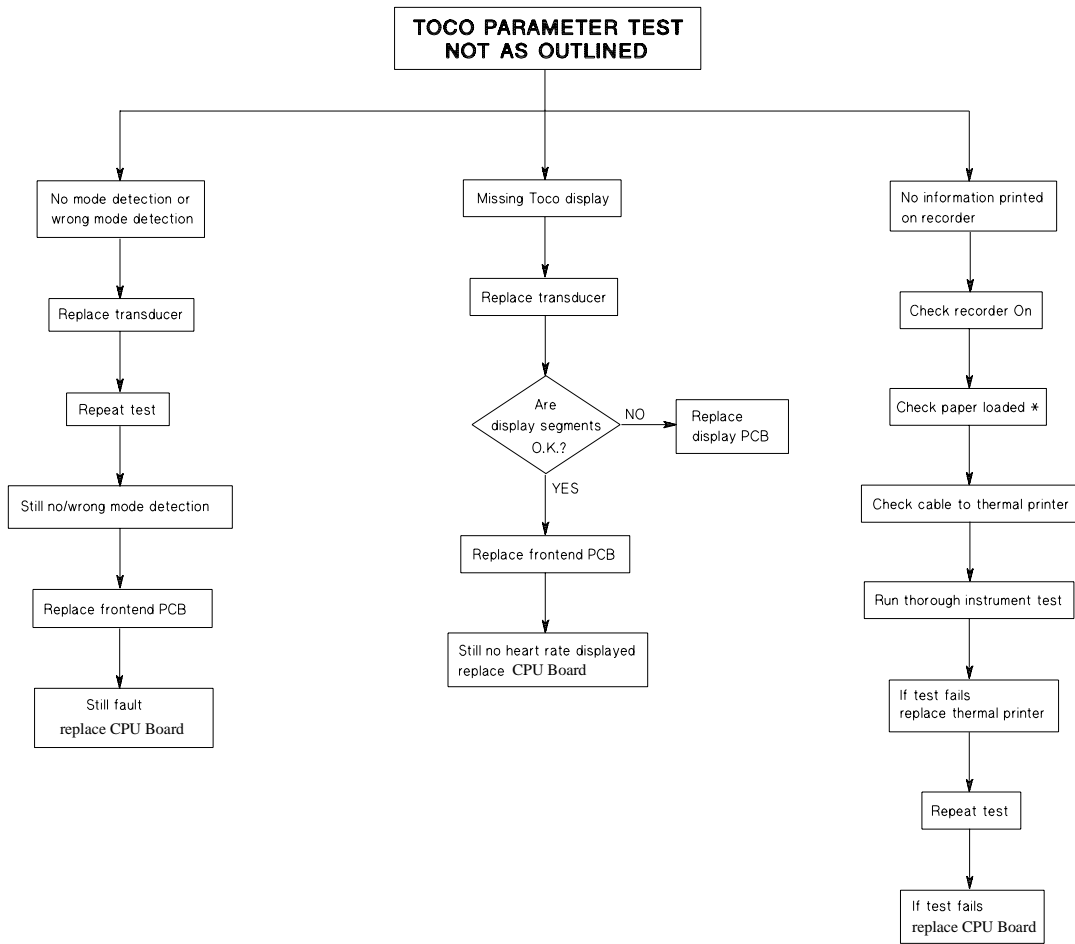 TOCO PARAMETER TEST
NOT AS OUTLINED
No mode detection or
wrong mode detection
Replace transducer
Repeat test
Still no/wrong mode detection
Replace frontend PCB
Still fault
replace CPU Board
Missing Toco display
Replace transducer
Are
display segments
O.K.?
NO
Replace
display PCB
YES
Replace frontend PCB
Still no heart rate displayed
replace CPU Board
No information printed
on recorder
Check recorder On
Check paper loaded *
Check cable to thermal printer
Run thorough instrument test
If test fails
replace thermal printer
Repeat test
If test fails
replace CPU Board